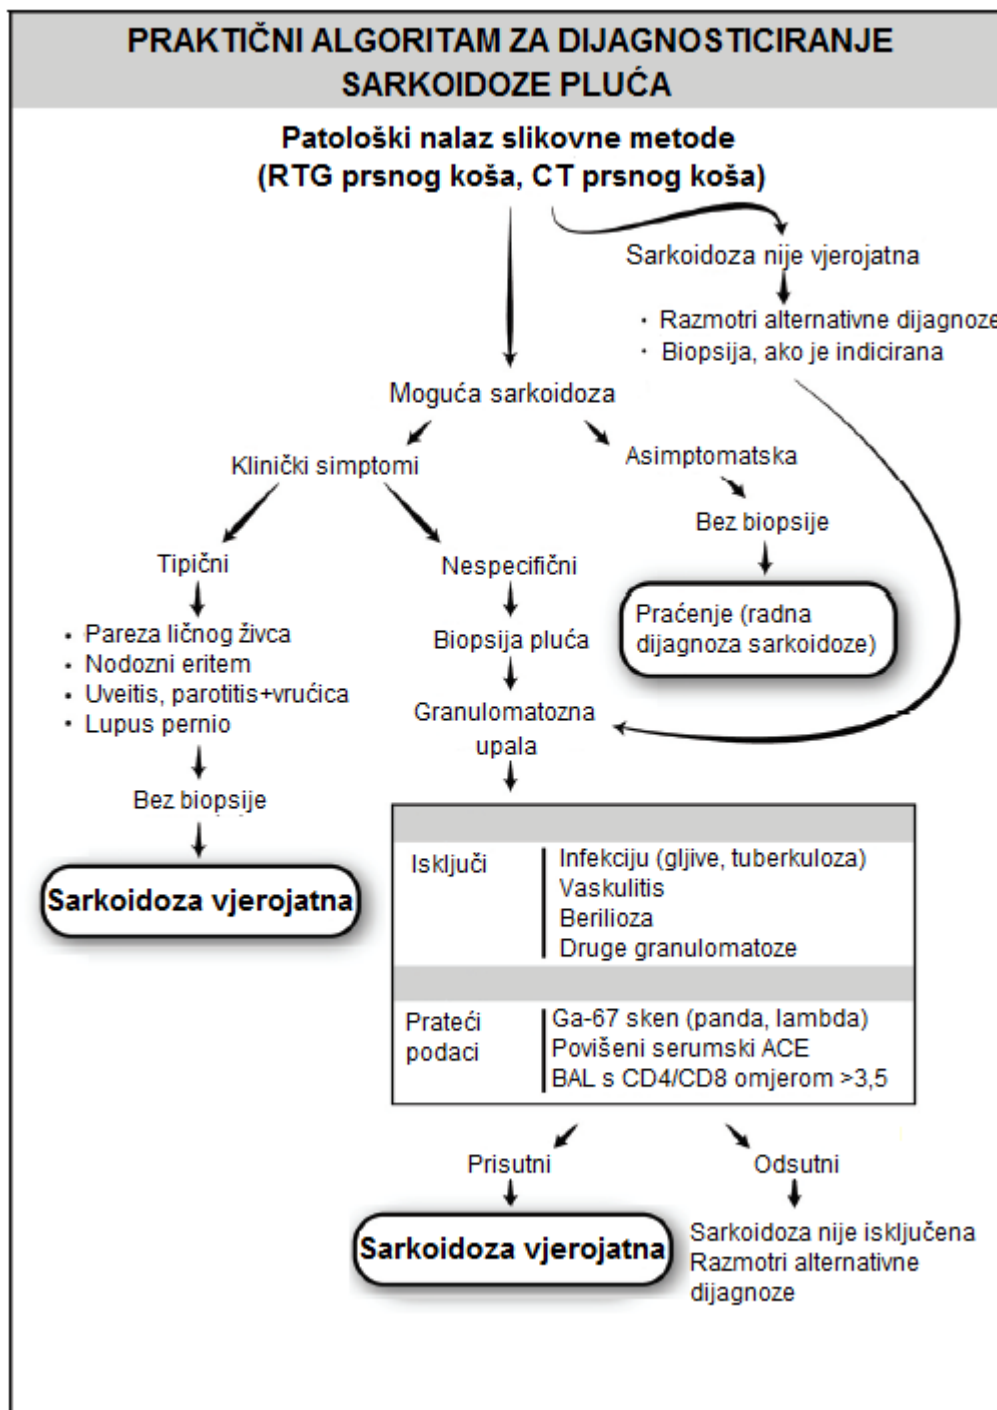 PRAKTIČNI ALGORITAM ZA DIJAGNOSTICIRANJE
SARKOIDOZE PLUĆA
Patološki nalaz slikovne metode
(RTG prsnog koša, CT prsnog koša)
Sarkoidoza nije vjerojatna
• Razmotri alternativne dijagnoze
• Biopsija, ako je indicirana
Moguća sarkoidoza
Klinički simptomi
Asimptomatska
Bez biopsije
Praćenje (radna
dijagnoza sarkoidoze)
Tipični
• Pareza ličnog živca
• Nodozni eritem
• Uveitis, parotitis+vrućica
• Lupus pernio
Bez biopsije
Sarkoidoza vjerojatna
Nespecifični
Biopsija pluća
Granulomatozna
upala
Isključi
Infekciju (gljive, tuberkuloza)
Vaskulitis
Berilioza
Druge granulomatoze
Prateći
podaci
Ga-67 sken (panda, lambda)
Povišeni serumski ACE
BAL s CD4/CD8 omjerom >3,5
Prisutni
Sarkoidoza vjerojatna
Odsutni
Sarkoidoza nije isključena
Razmotri alternativne
dijagnoze